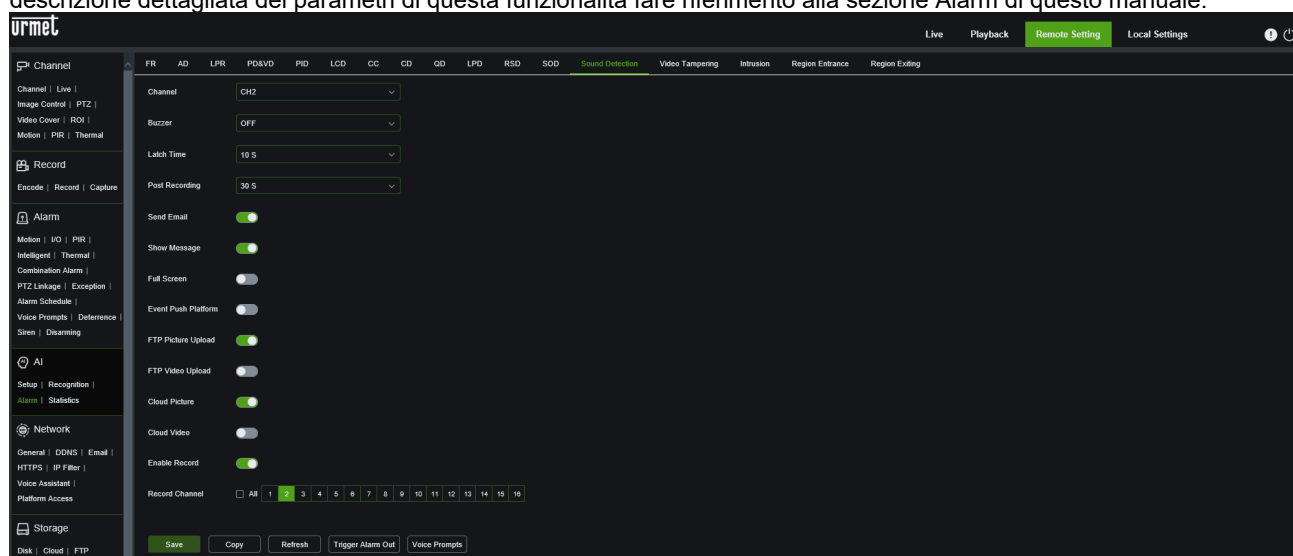 descrizione dettagliata dei parametri di questa funzionalità fare riferimento alla sezione Alarm di questo manuale.
urmet
Live Playback Remote Setting Local Settings
Channel
Channel | Live |
Image Control | PTZ |
Video Cover | ROI |
Motion | PIR | Thermal
Record
Encode | Record | Capture
Alarm
Motion | I/O | PIR |
Intelligent | Thermal |
Combination Alarm |
PTZ Linkage | Exception |
Alarm Schedule |
Voice Prompts | Deterrence |
Siren | Disarming
AI
Setup | Recognition |
Alarm | Statistics
Network
General | DDNS | Email |
HTTPS | IP Filter |
Voice Assistant |
Platform Access
Storage
Disk | Cloud | FTP
FR AD LPR PD&VD PID LCD CC CD QD LPD RSD SOD Sound Detection Video Tampering Intrusion Region Entrance Region Exiting
Channel CH2
Buzzer OFF
Latch Time 10 S
Post Recording 30 S
Send Email
Show Message
Full Screen
Event Push Platform
FTP Picture Upload
FTP Video Upload
Cloud Picture
Cloud Video
Enable Record
Record Channel All 1 2 3 4 5 6 7 8 9 10 11 12 13 14 15 16
Save Copy Refresh Trigger Alarm Out Voice Prompts